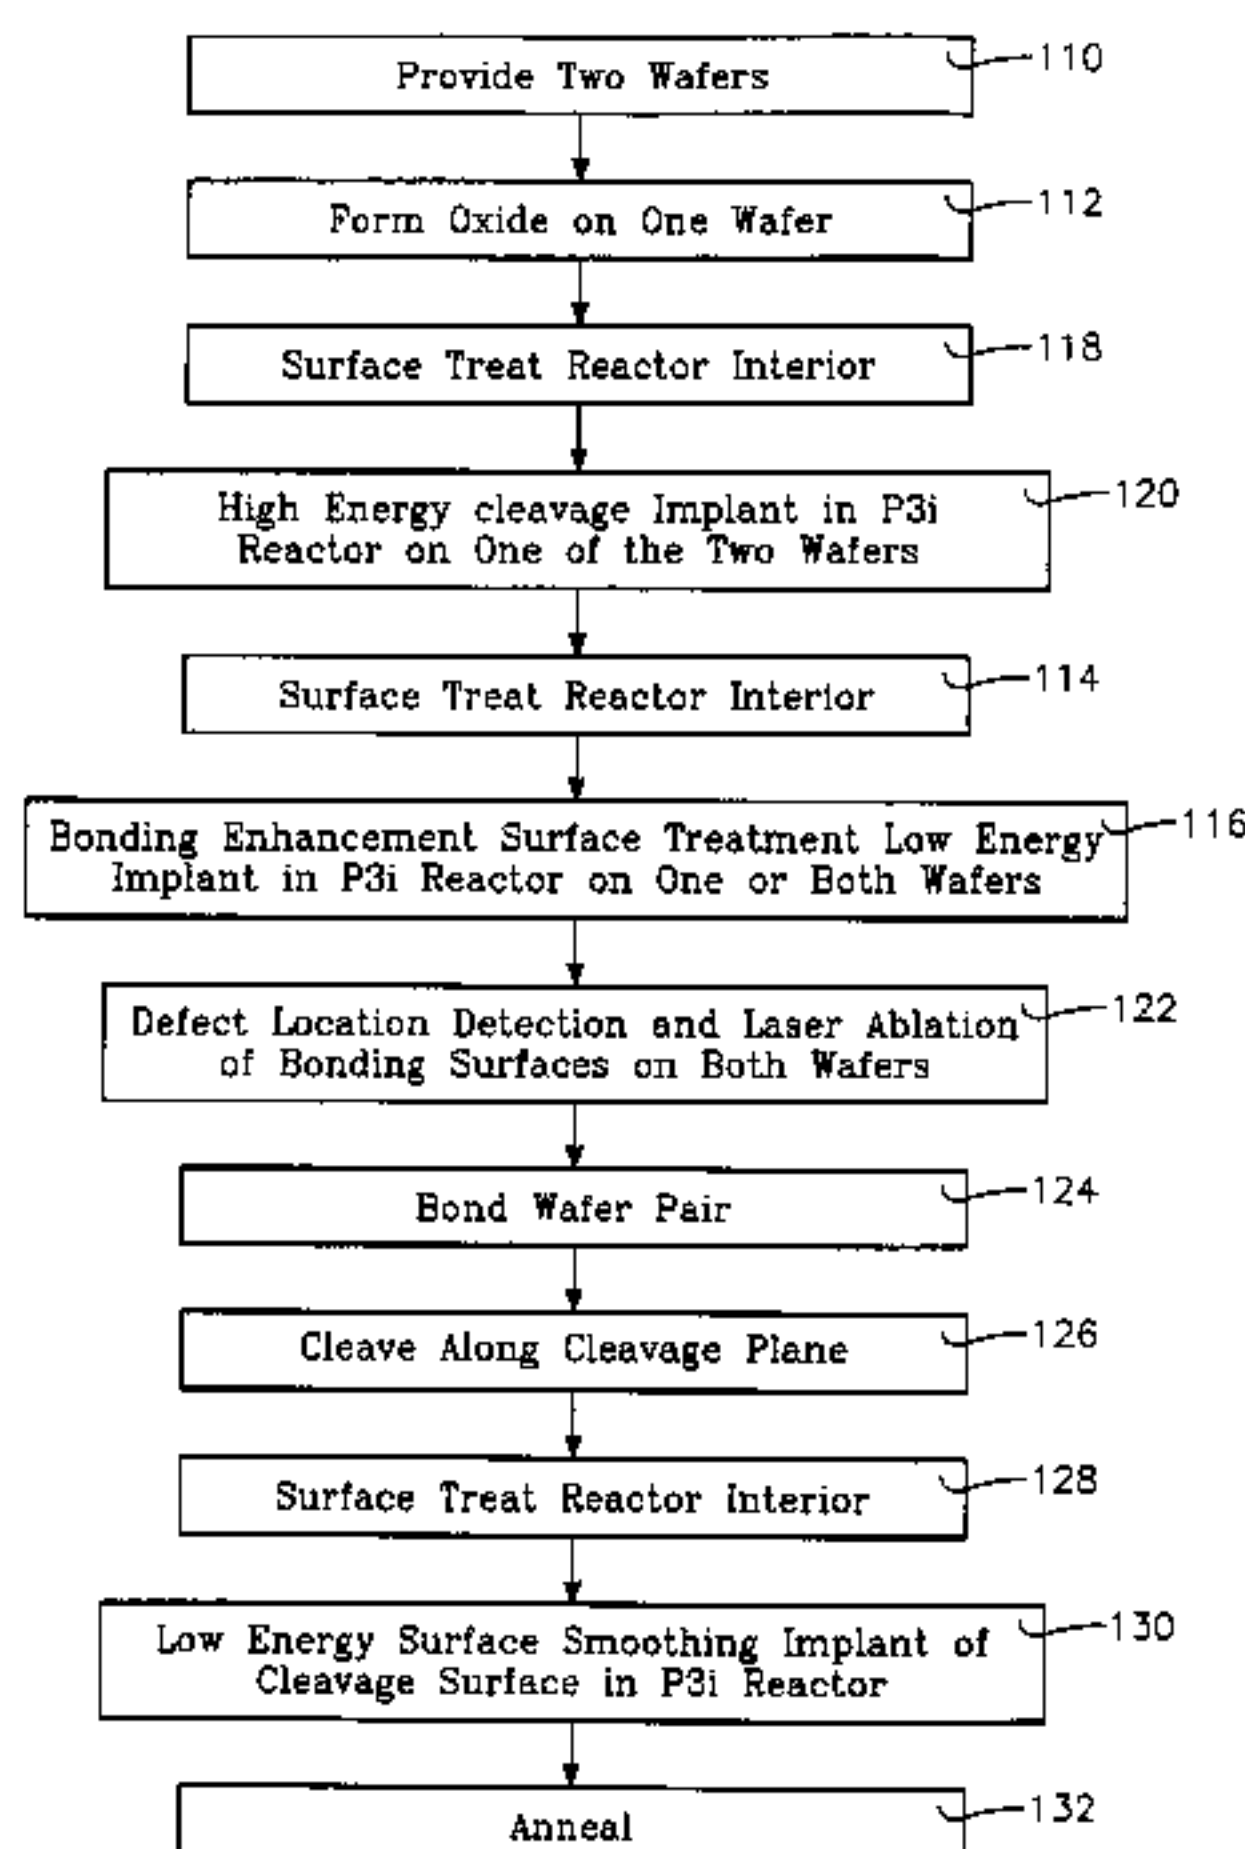 Provide Two Wafers
110
Form Oxide on One Wafer
112
Surface Treat Reactor Interior
118
High Energy cleavage Implant in P3i
Reactor on One of the Two Wafers
120
Surface Treat Reactor Interior
114
Bonding Enhancement Surface Treatment Low Energy
Implant in P3i Reactor on One or Both Wafers
116
Defect Location Detection and Laser Ablation
of Bonding Surfaces on Both Wafers
122
Bond Wafer Pair
124
Cleave Along Cleavage Plane
126
Surface Treat Reactor Interior
128
Low Energy Surface Smoothing Implant of
Cleavage Surface in P3i Reactor
130
Anneal
132